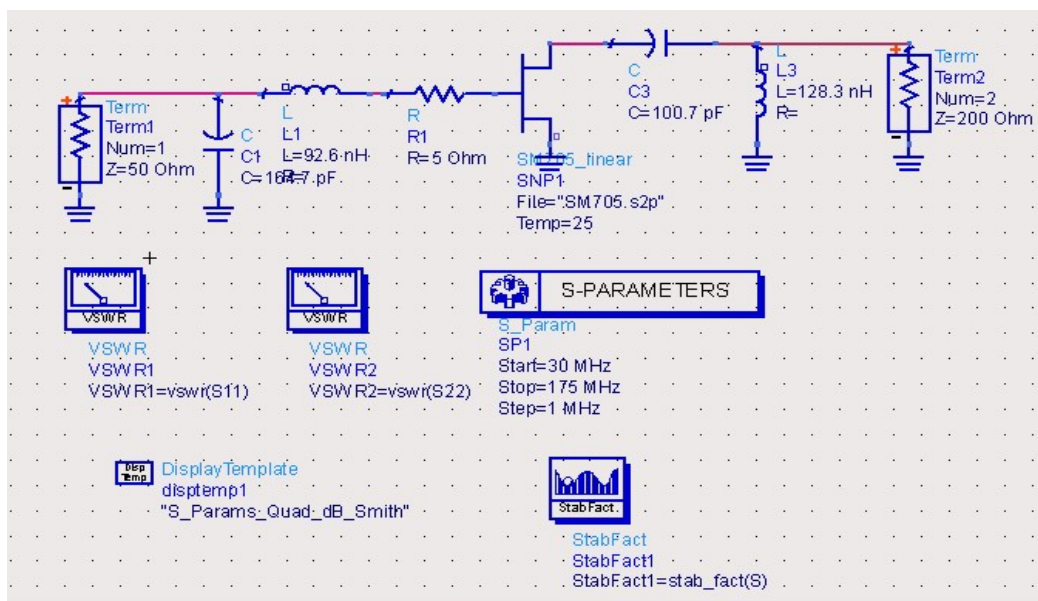 Term
Term1
Num=1
Z=50 Ohm
C
C1
L
L1
L=92.6 nH
R
R1
R=5 Ohm
SNP1
File="SM705.s2p"
Temp=25
C
C3
C=100.7 pF
L
L3
L=128.3 nH
R=
Term
Term2
Num=2
Z=200 Ohm
VSWR
VSWR
VSWR1
VSWR1=vswr(S11)
VSWR
VSWR
VSWR2
VSWR2=vswr(S22)
S-PARAMETERS
S_Param
SP1
Start=30 MHz
Stop=175 MHz
Step=1 MHz
Disp
Temp
DisplayTemplate
disptemp1
"S_Params_Quad_dB_Smith"
StabFact
StabFact
StabFact1
StabFact1=stab_fact(S)